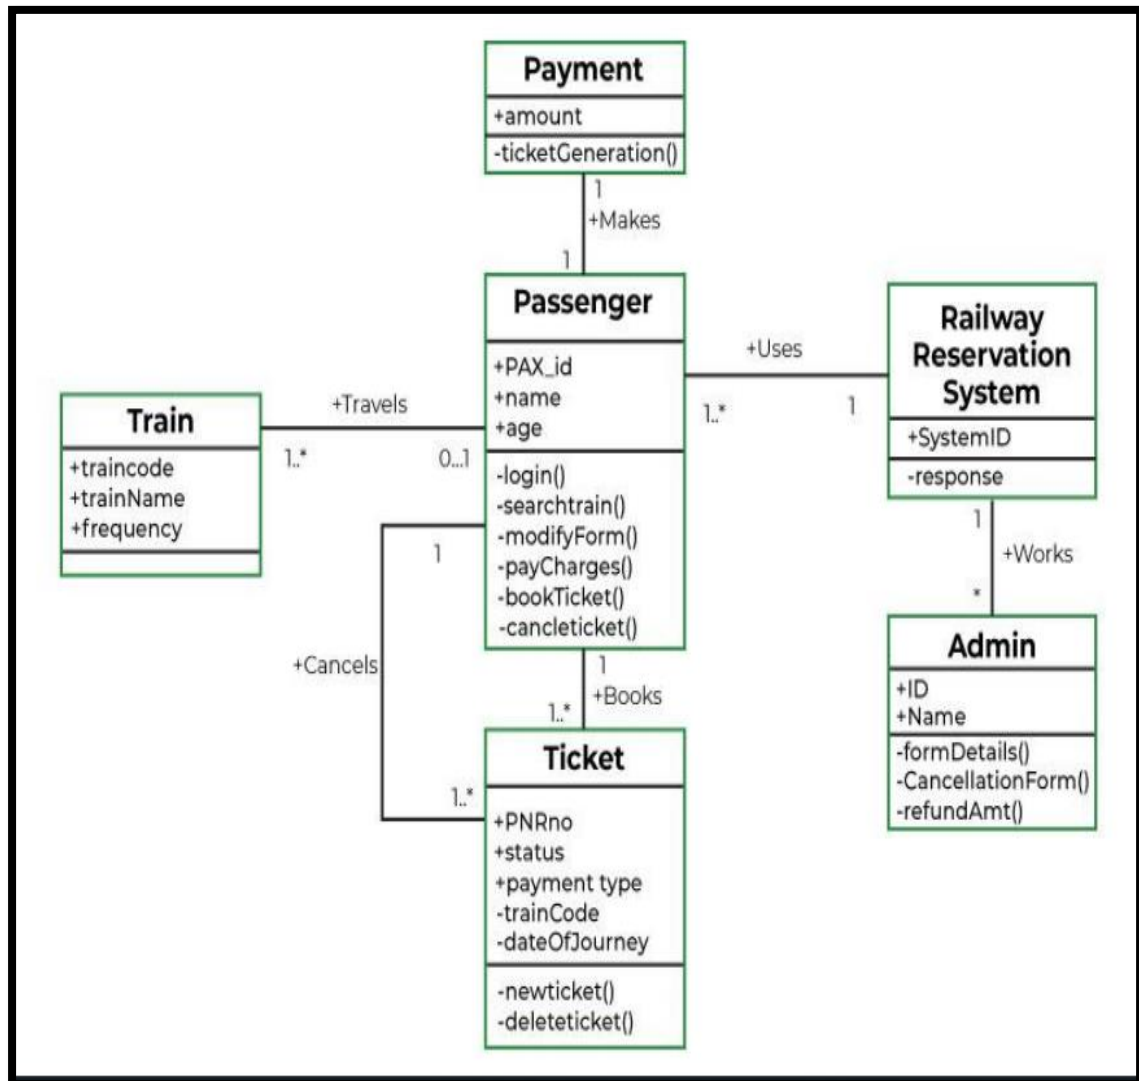 Payment
+amount
-ticketGeneration()
1
+Makes
1
Passenger
+PAX_id
+name
+age
-login()
-searchtrain()
-modifyForm()
-payCharges()
-bookTicket()
-cancleticket()
+Uses
1..*
1
Railway
Reservation
System
+SystemID
-response
+Travels
1..*
0...1
Train
+traincode
+trainName
+frequency
1
+Works
*
Admin
+ID
+Name
-formDetails()
-CancellationForm()
-refundAmt()
1
+Cancels
1..*
1
+Books
1..*
Ticket
+PNRno
+status
+payment type
-trainCode
-dateOfJourney
-newticket()
-deleteticket()